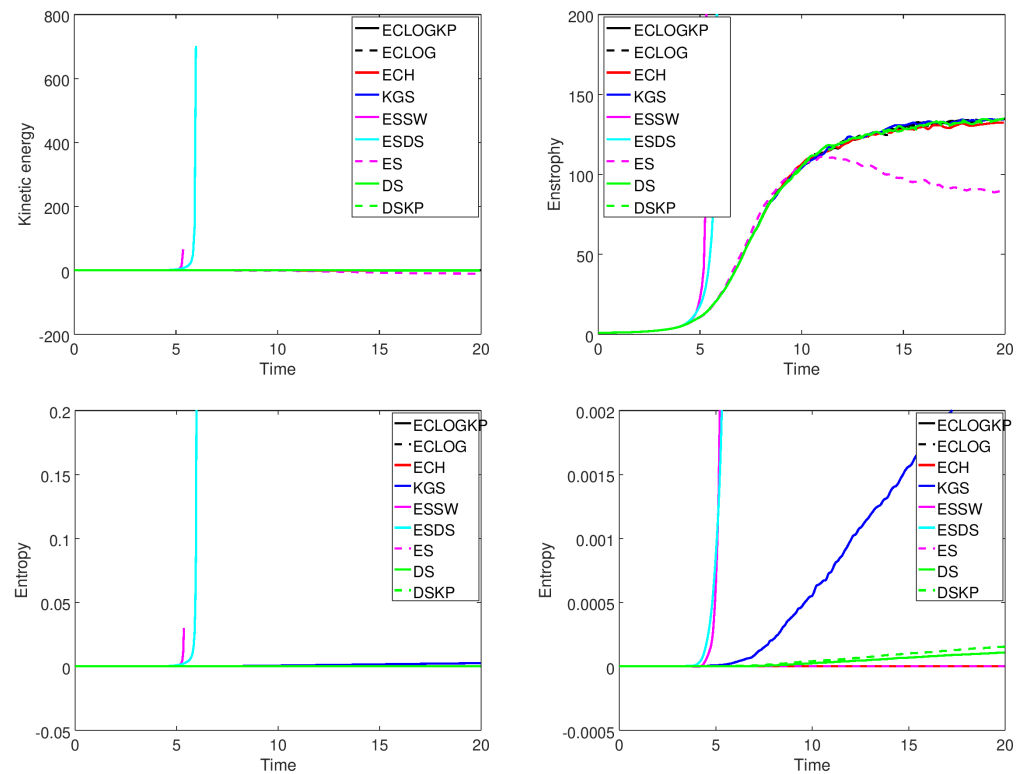 800
600
400
200
0
-200
0
5
10
15
20
Kinetic energy
Time
ECLOGKP
ECLOG
ECH
KGS
ESSW
ESDS
ES
DS
DSKP
200
150
100
50
0
0
5
10
15
20
Enstrophy
Time
ECLOGKP
ECLOG
ECH
KGS
ESSW
ESDS
ES
DS
DSKP
0.2
0.15
0.1
0.05
0
-0.05
0
5
10
15
20
Entropy
Time
ECLOGKP
ECLOG
ECH
KGS
ESSW
ESDS
ES
DS
DSKP
0.002
0.0015
0.001
0.0005
0
-0.0005
0
5
10
15
20
Entropy
Time
ECLOGKP
ECLOG
ECH
KGS
ESSW
ESDS
ES
DS
DSKP